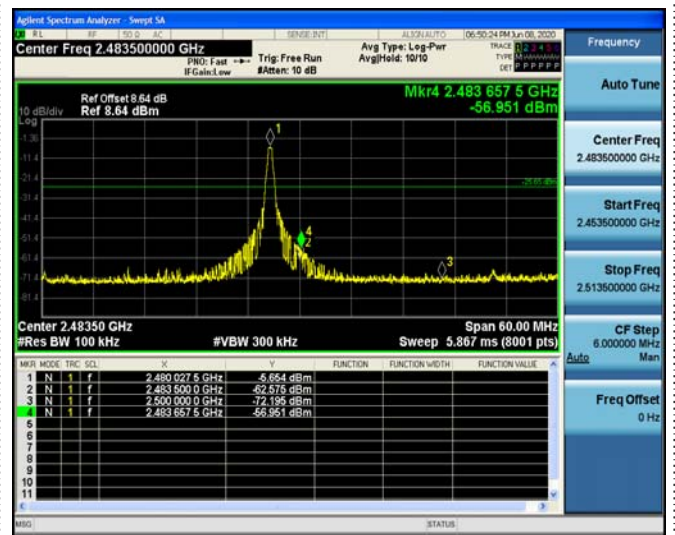 Agilent Spectrum Analyzer - Swept SA
RL RF 50 Ω AC SENSE:INT ALIGN AUTO 06:50:24 PM Jun 08, 2020
Center Freq 2.483500000 GHz
PNO: Fast
IFGain:Low
Trig: Free Run
#Atten: 10 dB
Avg Type: Log-Pwr
Avg|Hold: 10/10
TRACE 1 2 3 4 5 6
TYPE
DET P P P P P P
Ref Offset 8.64 dB
10 dB/div Ref 8.64 dBm
Log
Mkr4 2.483 657 5 GHz
-56.951 dBm
-1.36
-11.4
-21.4
-31.4
-41.4
-51.4
-61.4
-71.4
-81.4
-25.65 dBm
1
4
2
3
Center 2.48350 GHz Span 60.00 MHz
#Res BW 100 kHz #VBW 300 kHz Sweep 5.867 ms (8001 pts)
MKR MODE TRC SCL X Y FUNCTION FUNCTION WIDTH FUNCTION VALUE
1 N 1 f 2.480 027 5 GHz -5.654 dBm
2 N 1 f 2.483 500 0 GHz -62.575 dBm
3 N 1 f 2.500 000 0 GHz -72.195 dBm
4 N 1 f 2.483 657 5 GHz -56.951 dBm
5
6
7
8
9
10
11
MSG STATUS
Frequency
Auto Tune
Center Freq
2.483500000 GHz
Start Freq
2.453500000 GHz
Stop Freq
2.513500000 GHz
CF Step
6.000000 MHz
Auto Man
Freq Offset
0 Hz